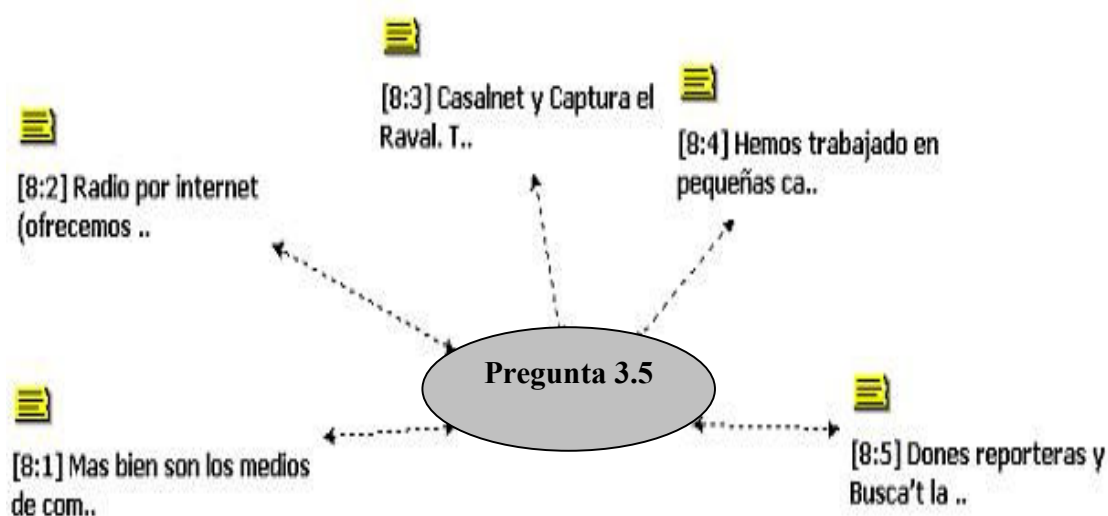 [8:3] Casalnet y Captura el
Raval. T..
[8:4] Hemos trabajado en
pequeñas ca..
[8:2] Radio por internet
(ofrecemos ..
Pregunta 3.5
[8:1] Mas bien son los medios
de com..
[8:5] Dones reporteras y
Busca't la ..